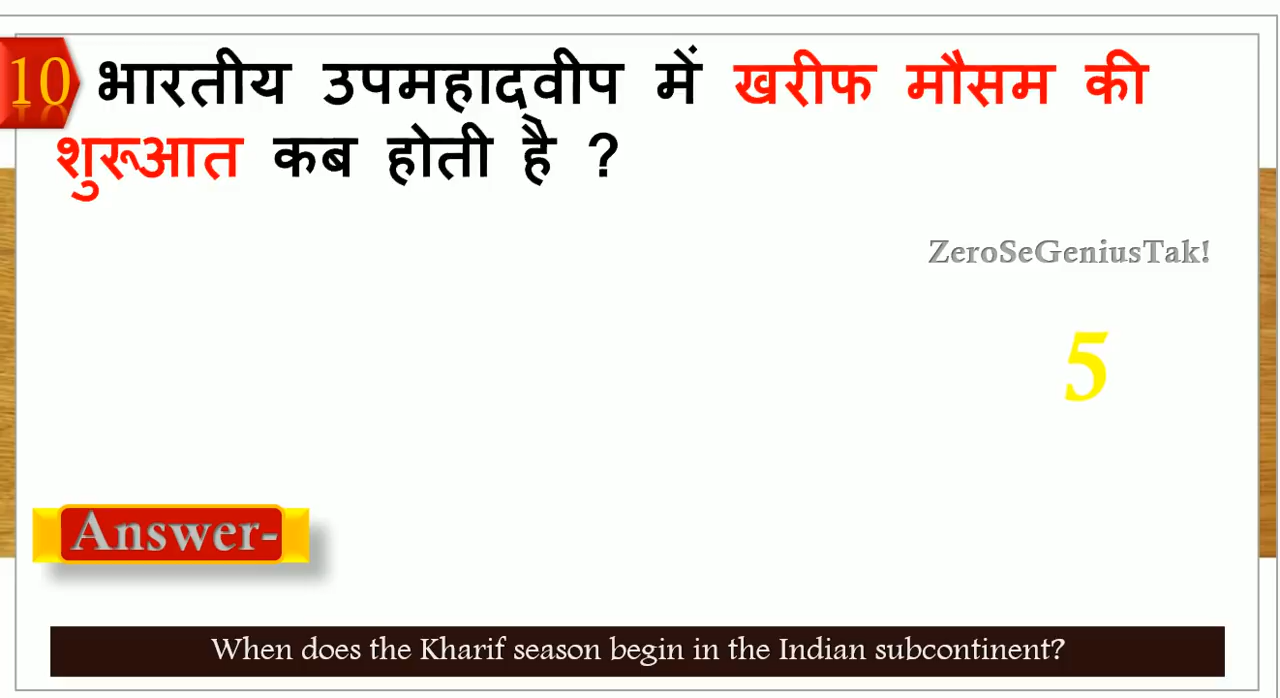 10 भारतीय उपमहाद्वीप में खरीफ मौसम की
शुरूआत कब होती है ?
ZeroSeGeniusTak!
5
Answer-
When does the Kharif season begin in the Indian subcontinent?